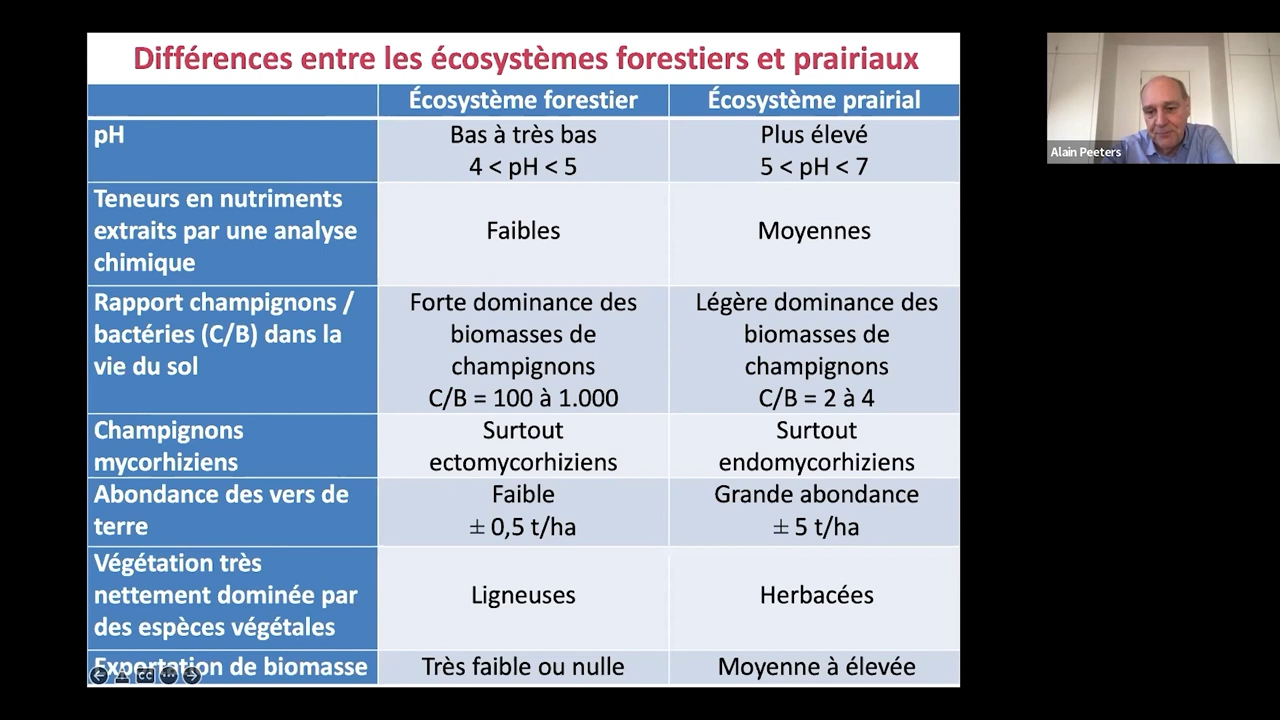 Différences entre les écosystèmes forestiers et prairiaux
Écosystème forestier
Écosystème prairial
pH
Bas à très bas
4 < pH < 5
Plus élevé
5 < pH < 7
Teneurs en nutriments
extraits par une analyse
chimique
Faibles
Moyennes
Rapport champignons /
bactéries (C/B) dans la
vie du sol
Forte dominance des
biomasses de
champignons
C/B = 100 à 1.000
Légère dominance des
biomasses de
champignons
C/B = 2 à 4
Champignons
mycorhiziens
Surtout
ectomycorhiziens
Surtout
endomycorhiziens
Abondance des vers de
terre
Faible
± 0,5 t/ha
Grande abondance
± 5 t/ha
Végétation très
nettement dominée par
des espèces végétales
Ligneuses
Herbacées
Exportation de biomasse
Très faible ou nulle
Moyenne à élevée
CC
Alain Peeters